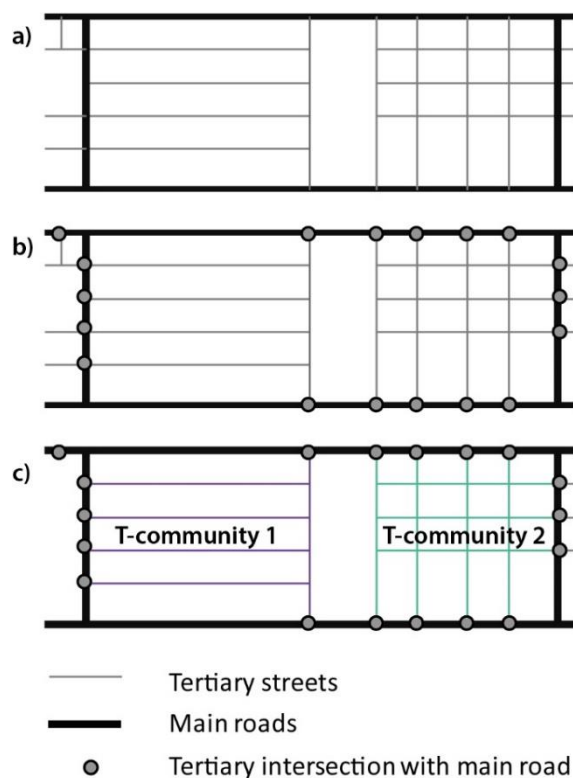 a)
b)
c)
T-community 1 T-community 2
Tertiary streets
Main roads
Tertiary intersection with main road